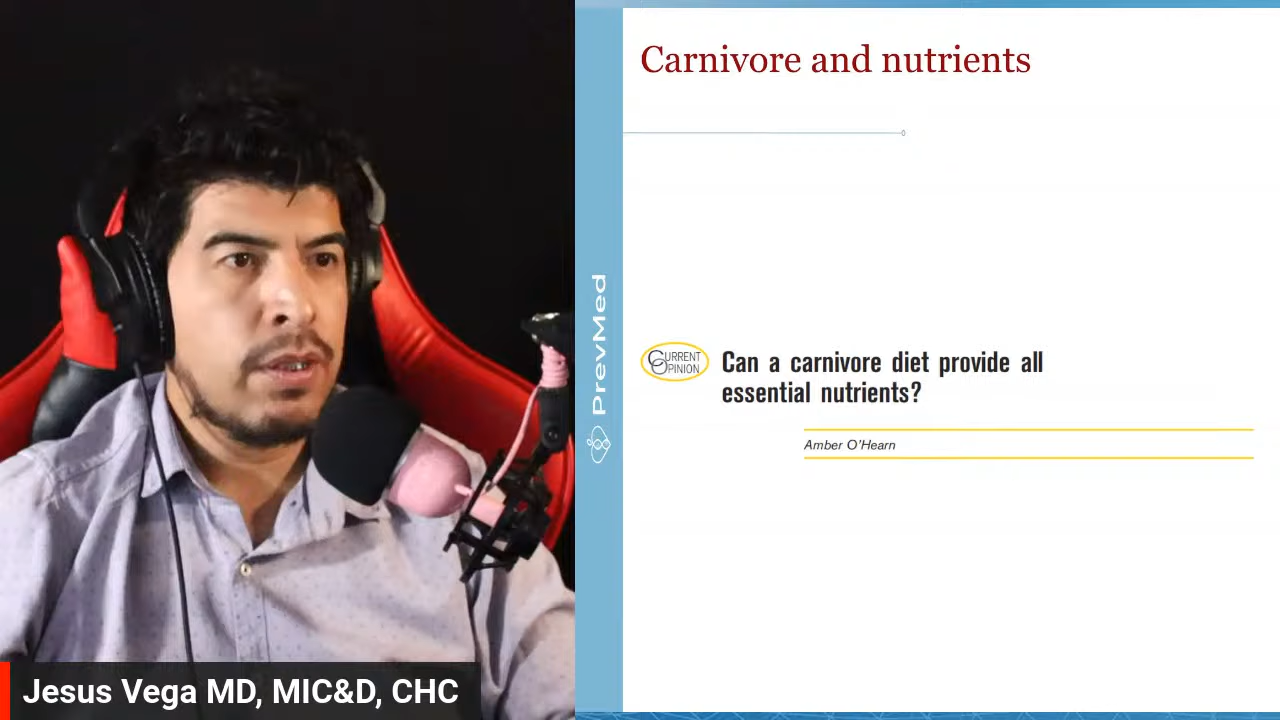 Carnivore and nutrients
PrevMed
CURRENT
OPINION
Can a carnivore diet provide all
essential nutrients?
Amber O'Hearn
Jesus Vega MD, MIC&D, CHC